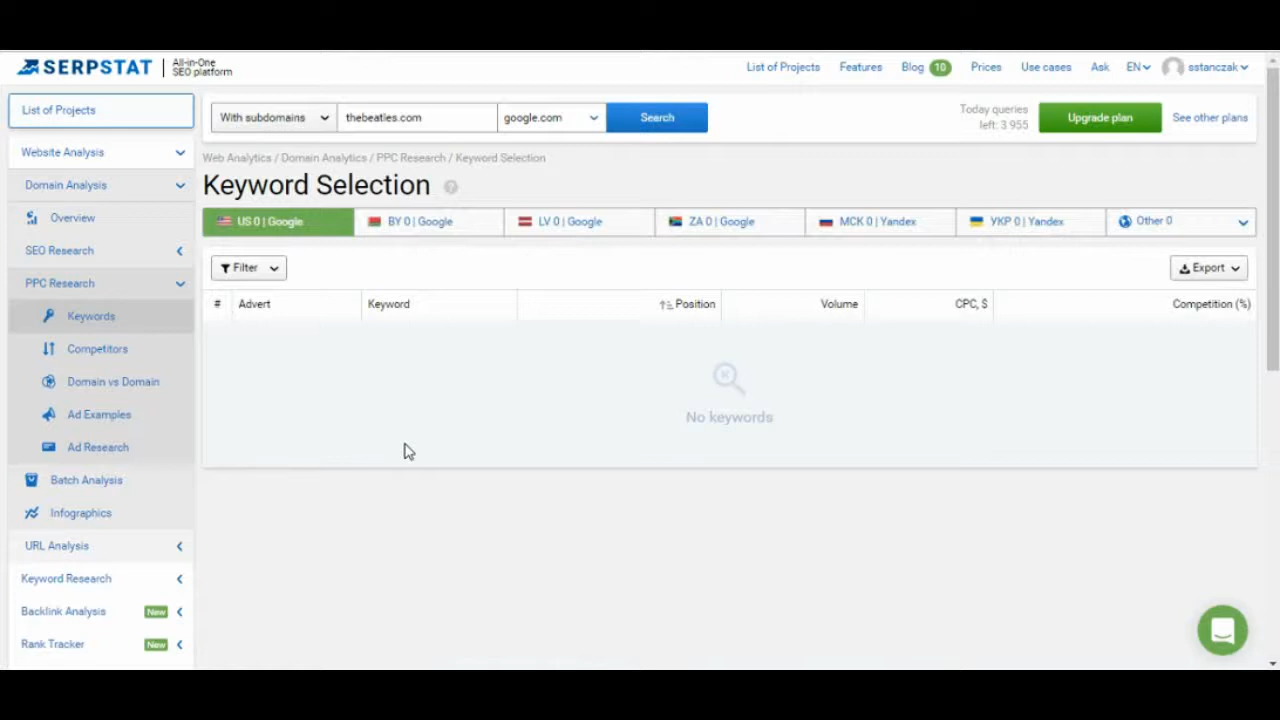 SERPSTAT
All-in-One
SEO platform
List of Projects
Features
Blog 10
Prices
Use cases
Ask
EN
sstanczak
List of Projects
With subdomains
thebeatles.com
google.com
Search
Today queries
left: 3 955
Upgrade plan
See other plans
Website Analysis
Domain Analysis
Overview
SEO Research
PPC Research
Keywords
Competitors
Domain vs Domain
Ad Examples
Ad Research
Batch Analysis
Infographics
URL Analysis
Keyword Research
Backlink Analysis New
Rank Tracker New
Web Analytics / Domain Analytics / PPC Research / Keyword Selection
Keyword Selection ?
US 0 | Google
BY 0 | Google
LV 0 | Google
ZA 0 | Google
МСК 0 | Yandex
УКР 0 | Yandex
Other 0
Filter
Export
# Advert Keyword Position Volume CPC, $ Competition (%)
No keywords